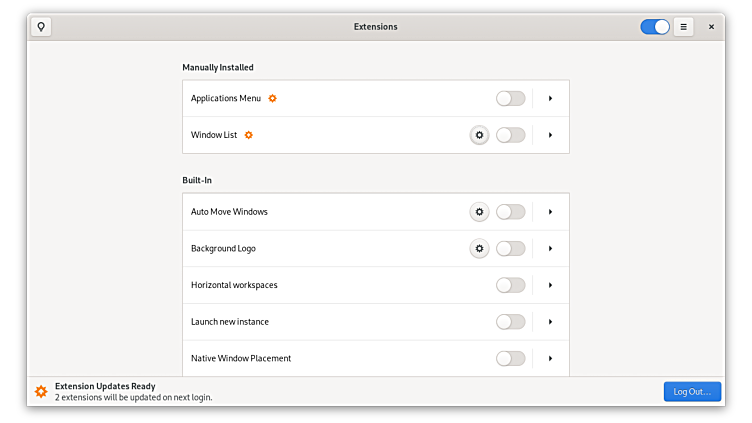 Extensions
Manually Installed
Applications Menu
Window List
Built-In
Auto Move Windows
Background Logo
Horizontal workspaces
Launch new instance
Native Window Placement
Extension Updates Ready
2 extensions will be updated on next login.
Log Out...